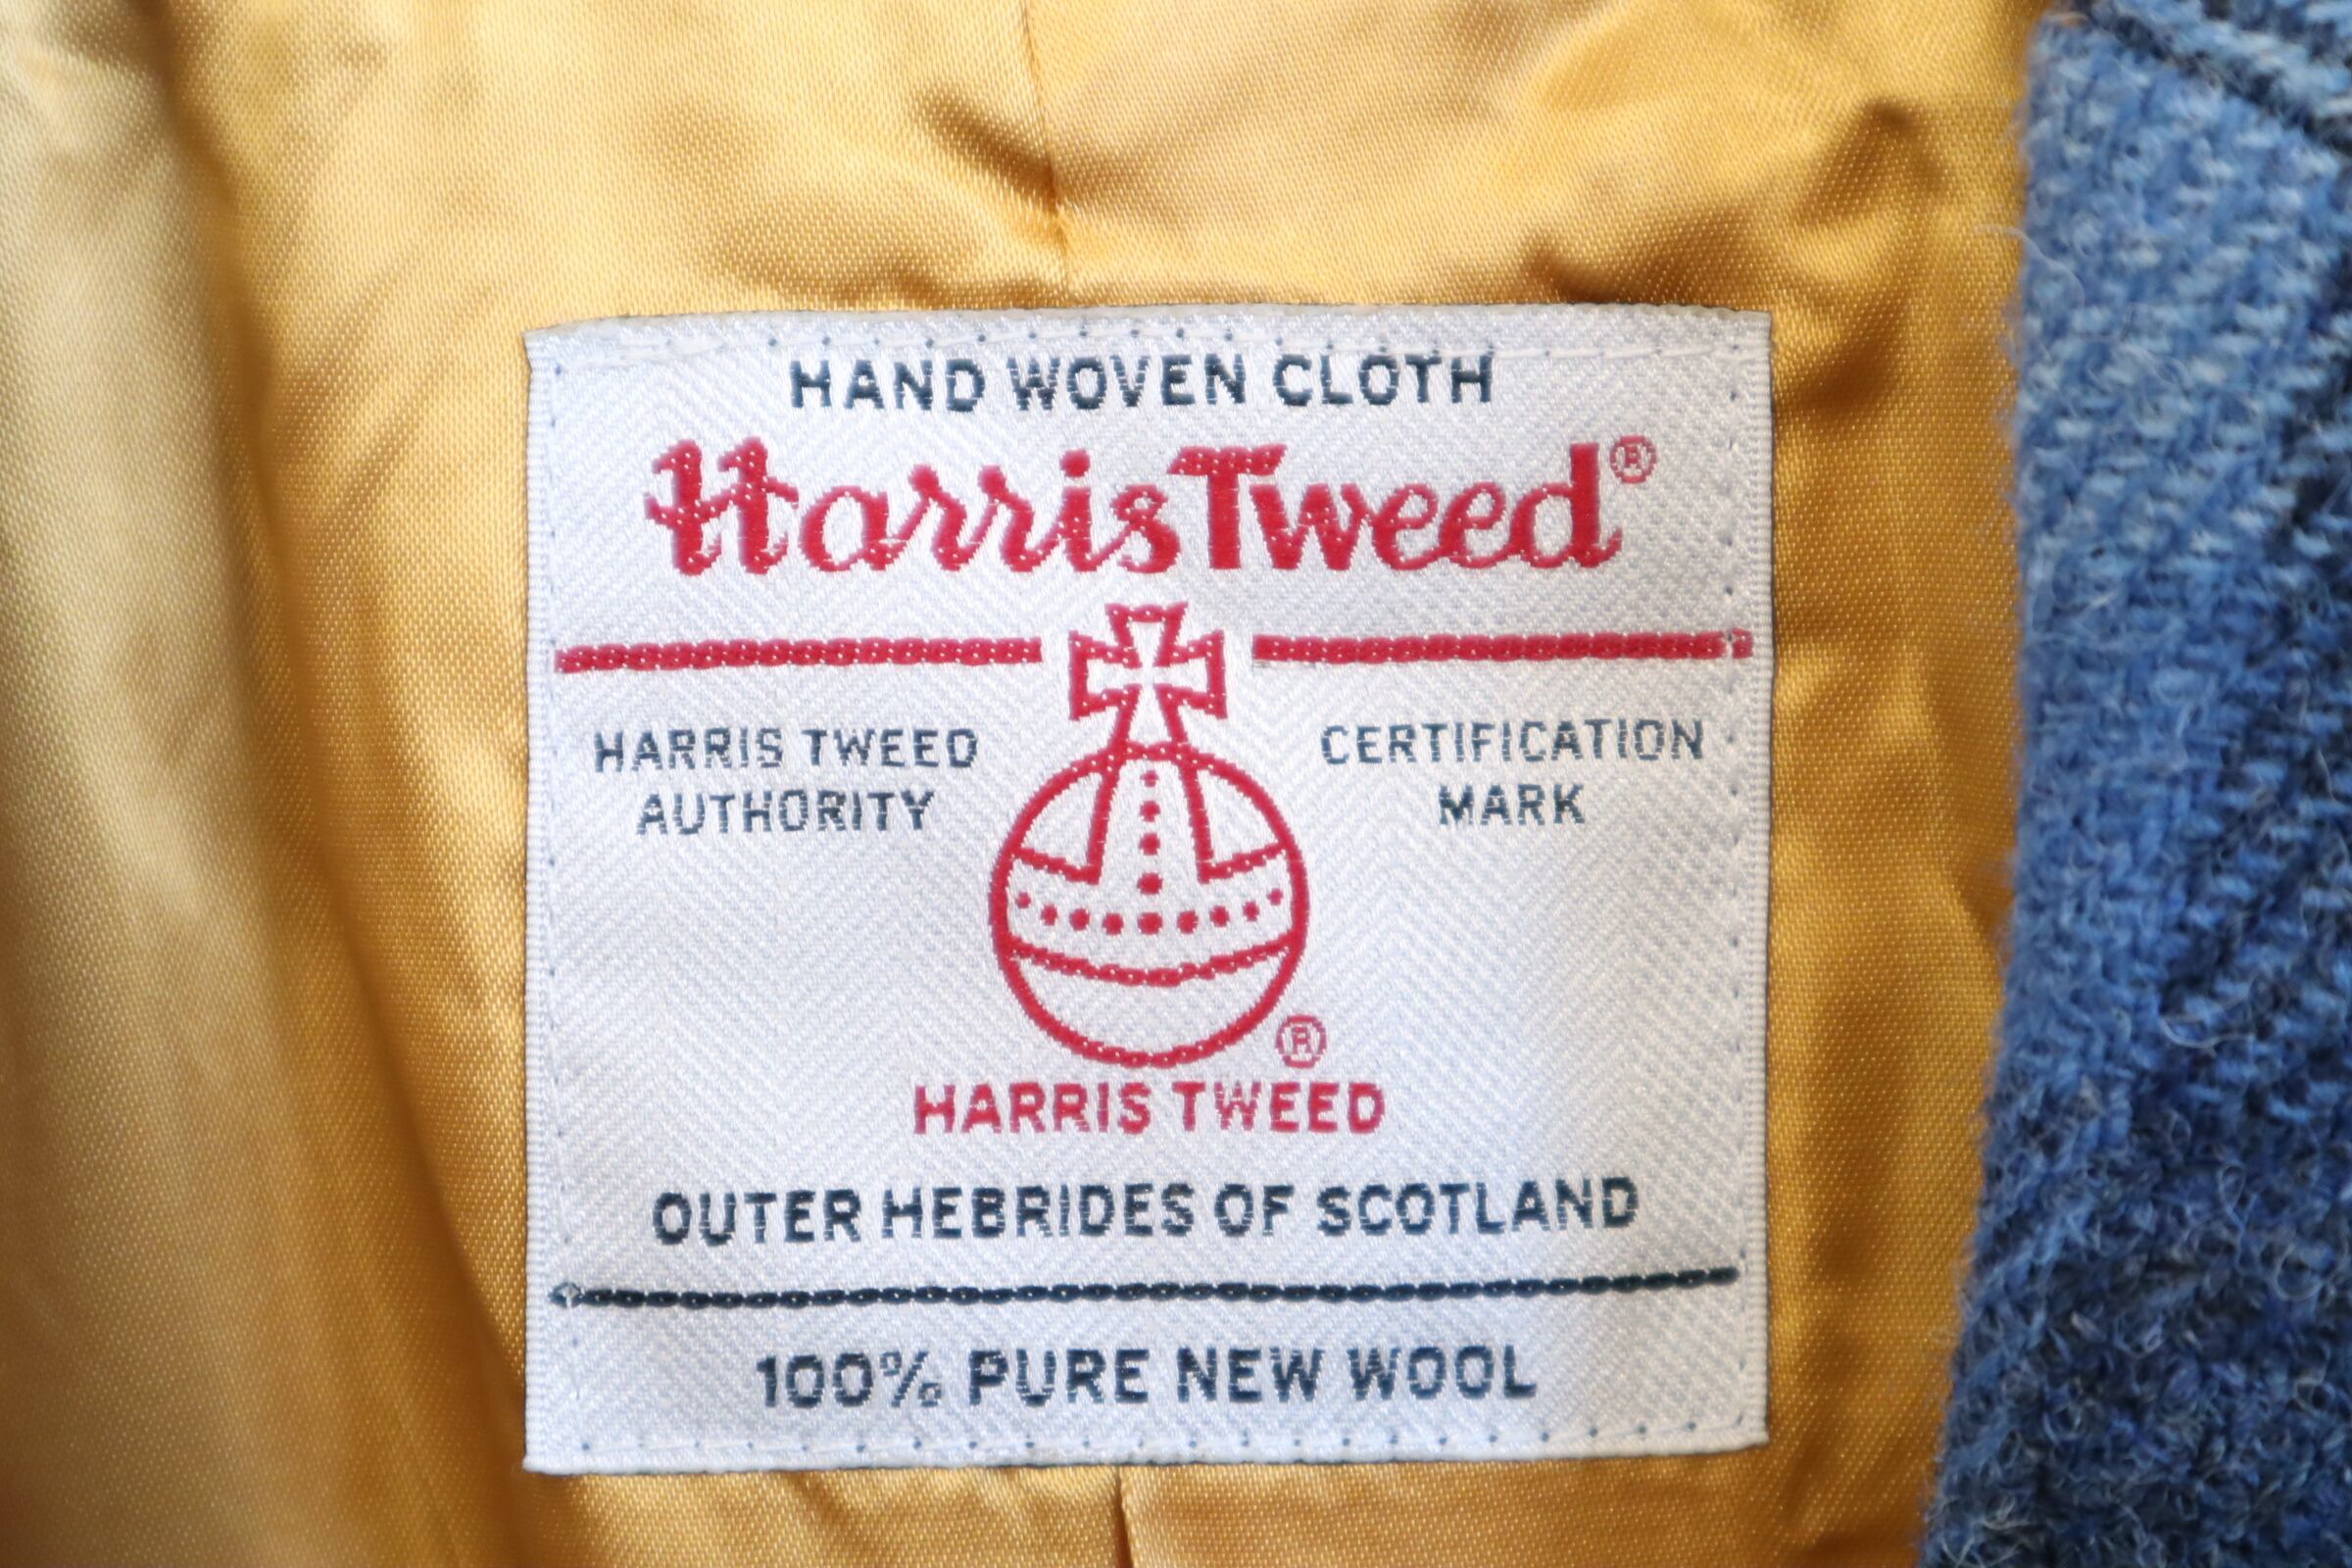 HAND WOVEN CLOTH
Harris Tweed®
HARRIS TWEED
AUTHORITY
CERTIFICATION
MARK
®
HARRIS TWEED
OUTER HEBRIDES OF SCOTLAND
100% PURE NEW WOOL